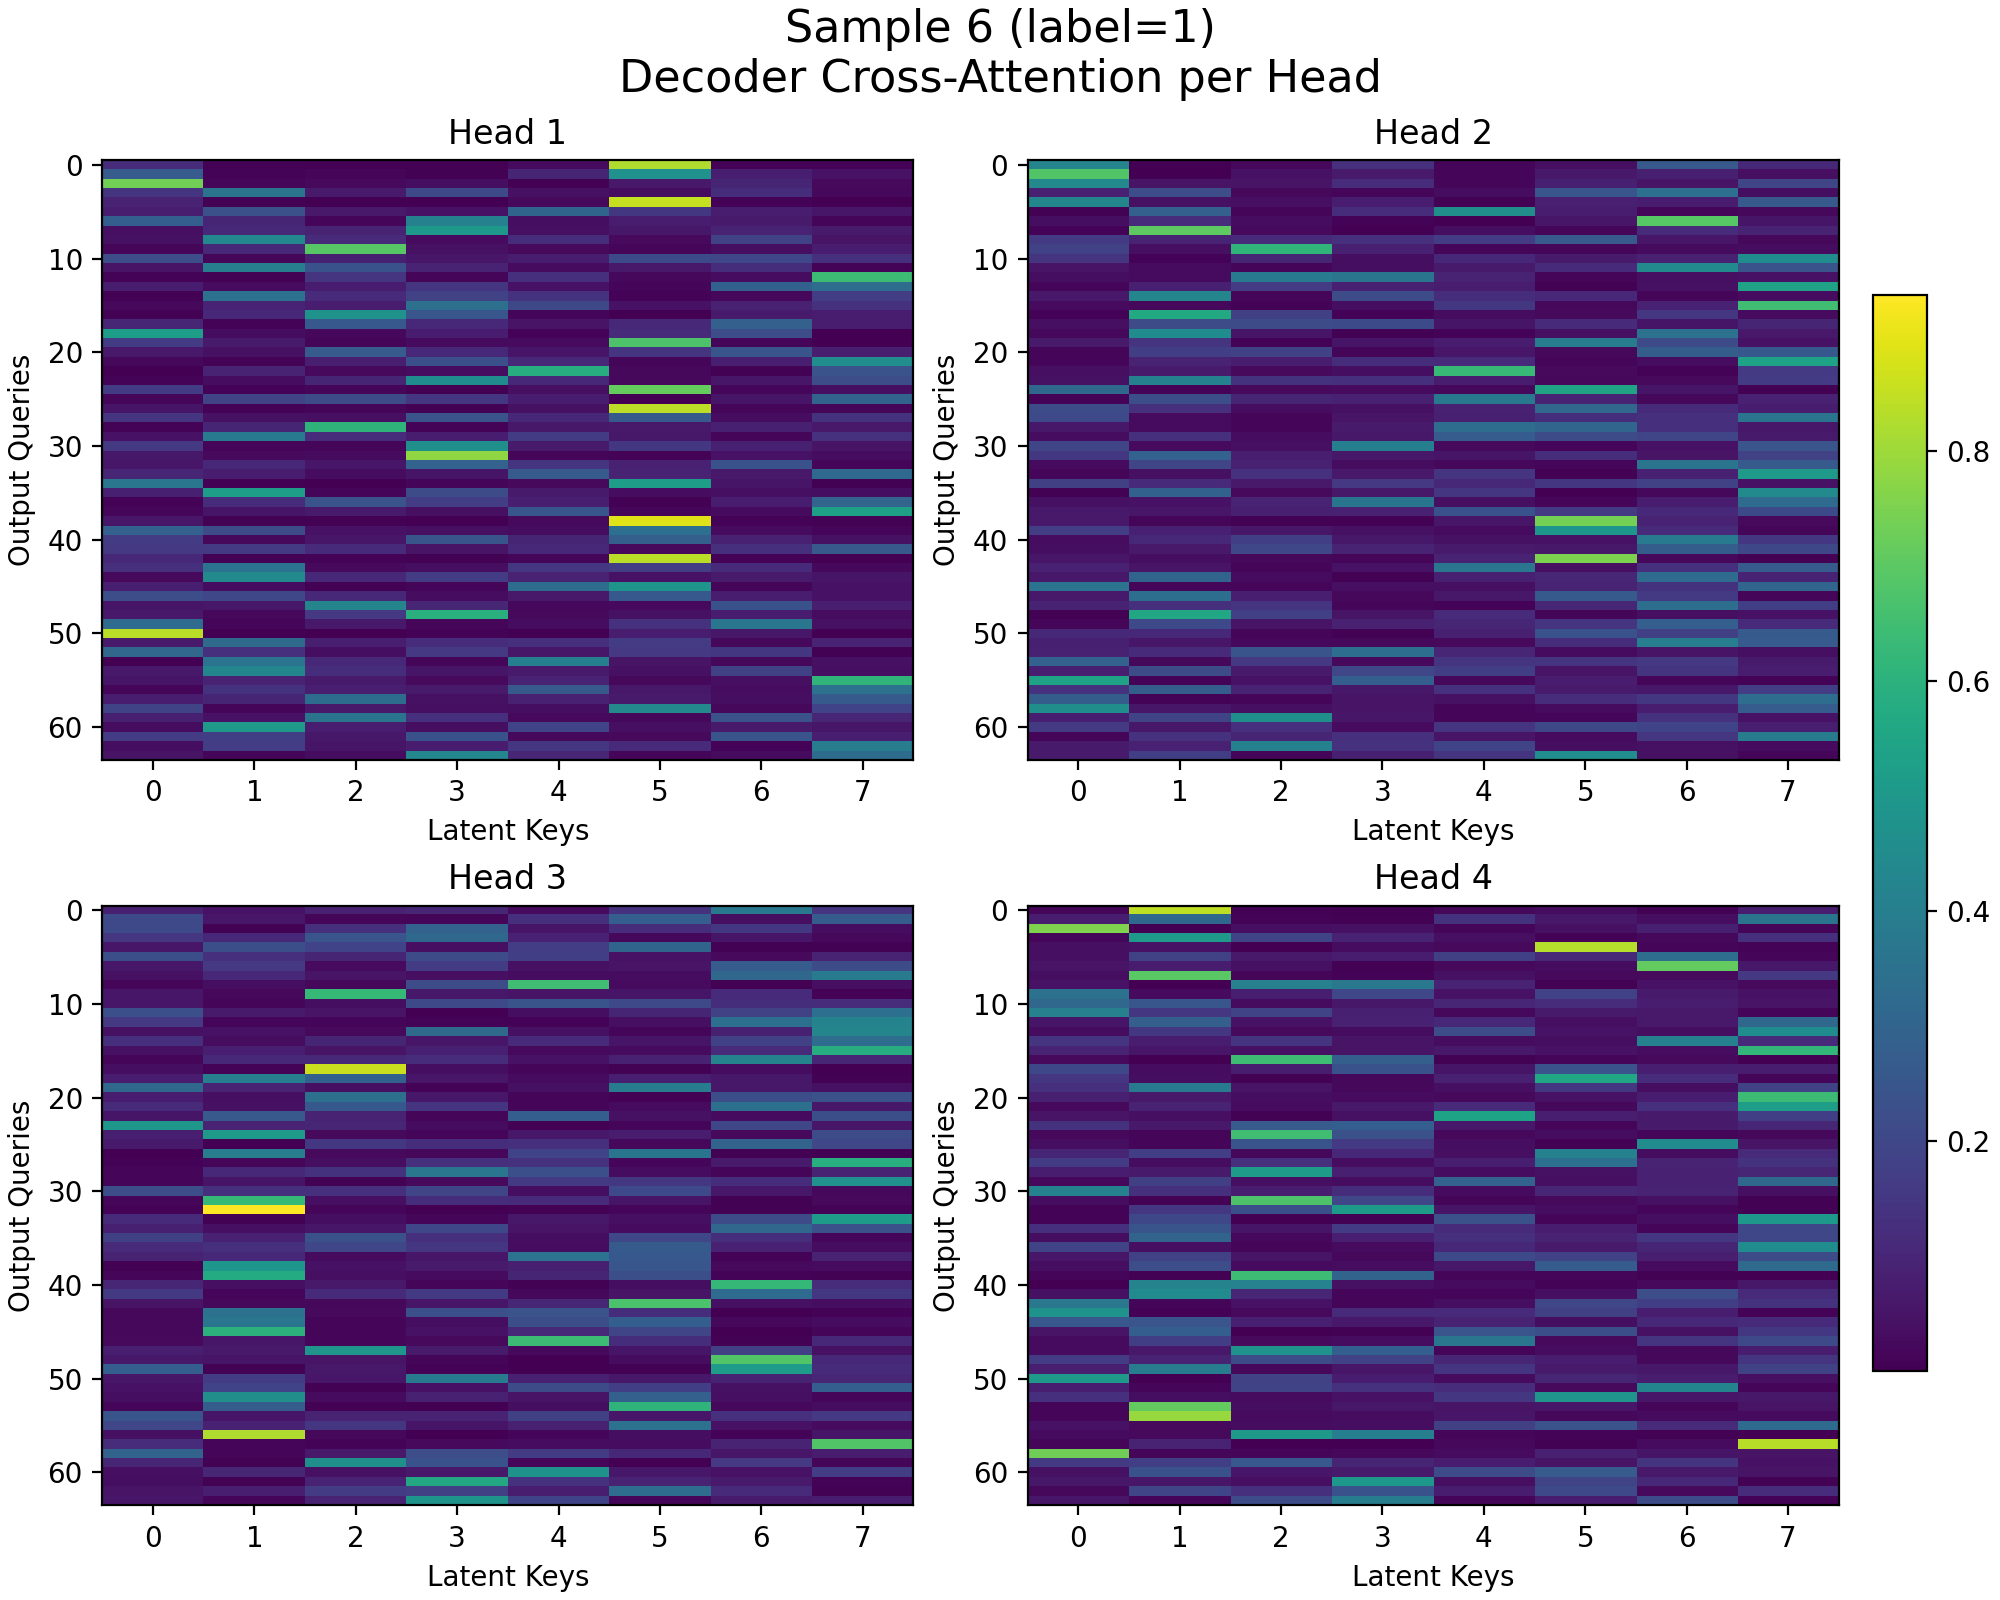 Sample 6 (label=1)
Decoder Cross-Attention per Head
Head 1
0
10
20
30
40
50
60
Output Queries
0 1 2 3 4 5 6 7
Latent Keys
Head 2
0
10
20
30
40
50
60
Output Queries
0 1 2 3 4 5 6 7
Latent Keys
Head 3
0
10
20
30
40
50
60
Output Queries
0 1 2 3 4 5 6 7
Latent Keys
Head 4
0
10
20
30
40
50
60
Output Queries
0 1 2 3 4 5 6 7
Latent Keys
0.8
0.6
0.4
0.2